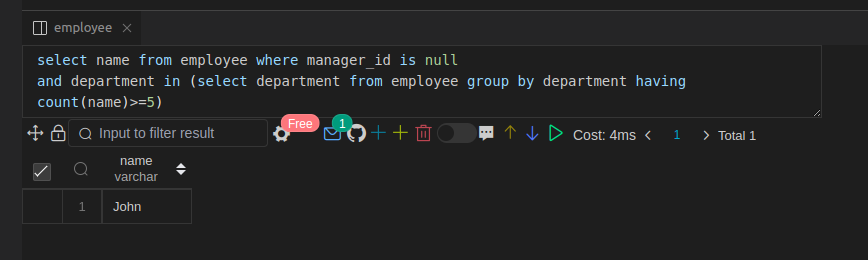 employee
select name from employee where manager_id is null
and department in (select department from employee group by department having
count(name)>=5)
Input to filter result
Free
1
Cost: 4ms
1
Total 1
name
varchar
1
John